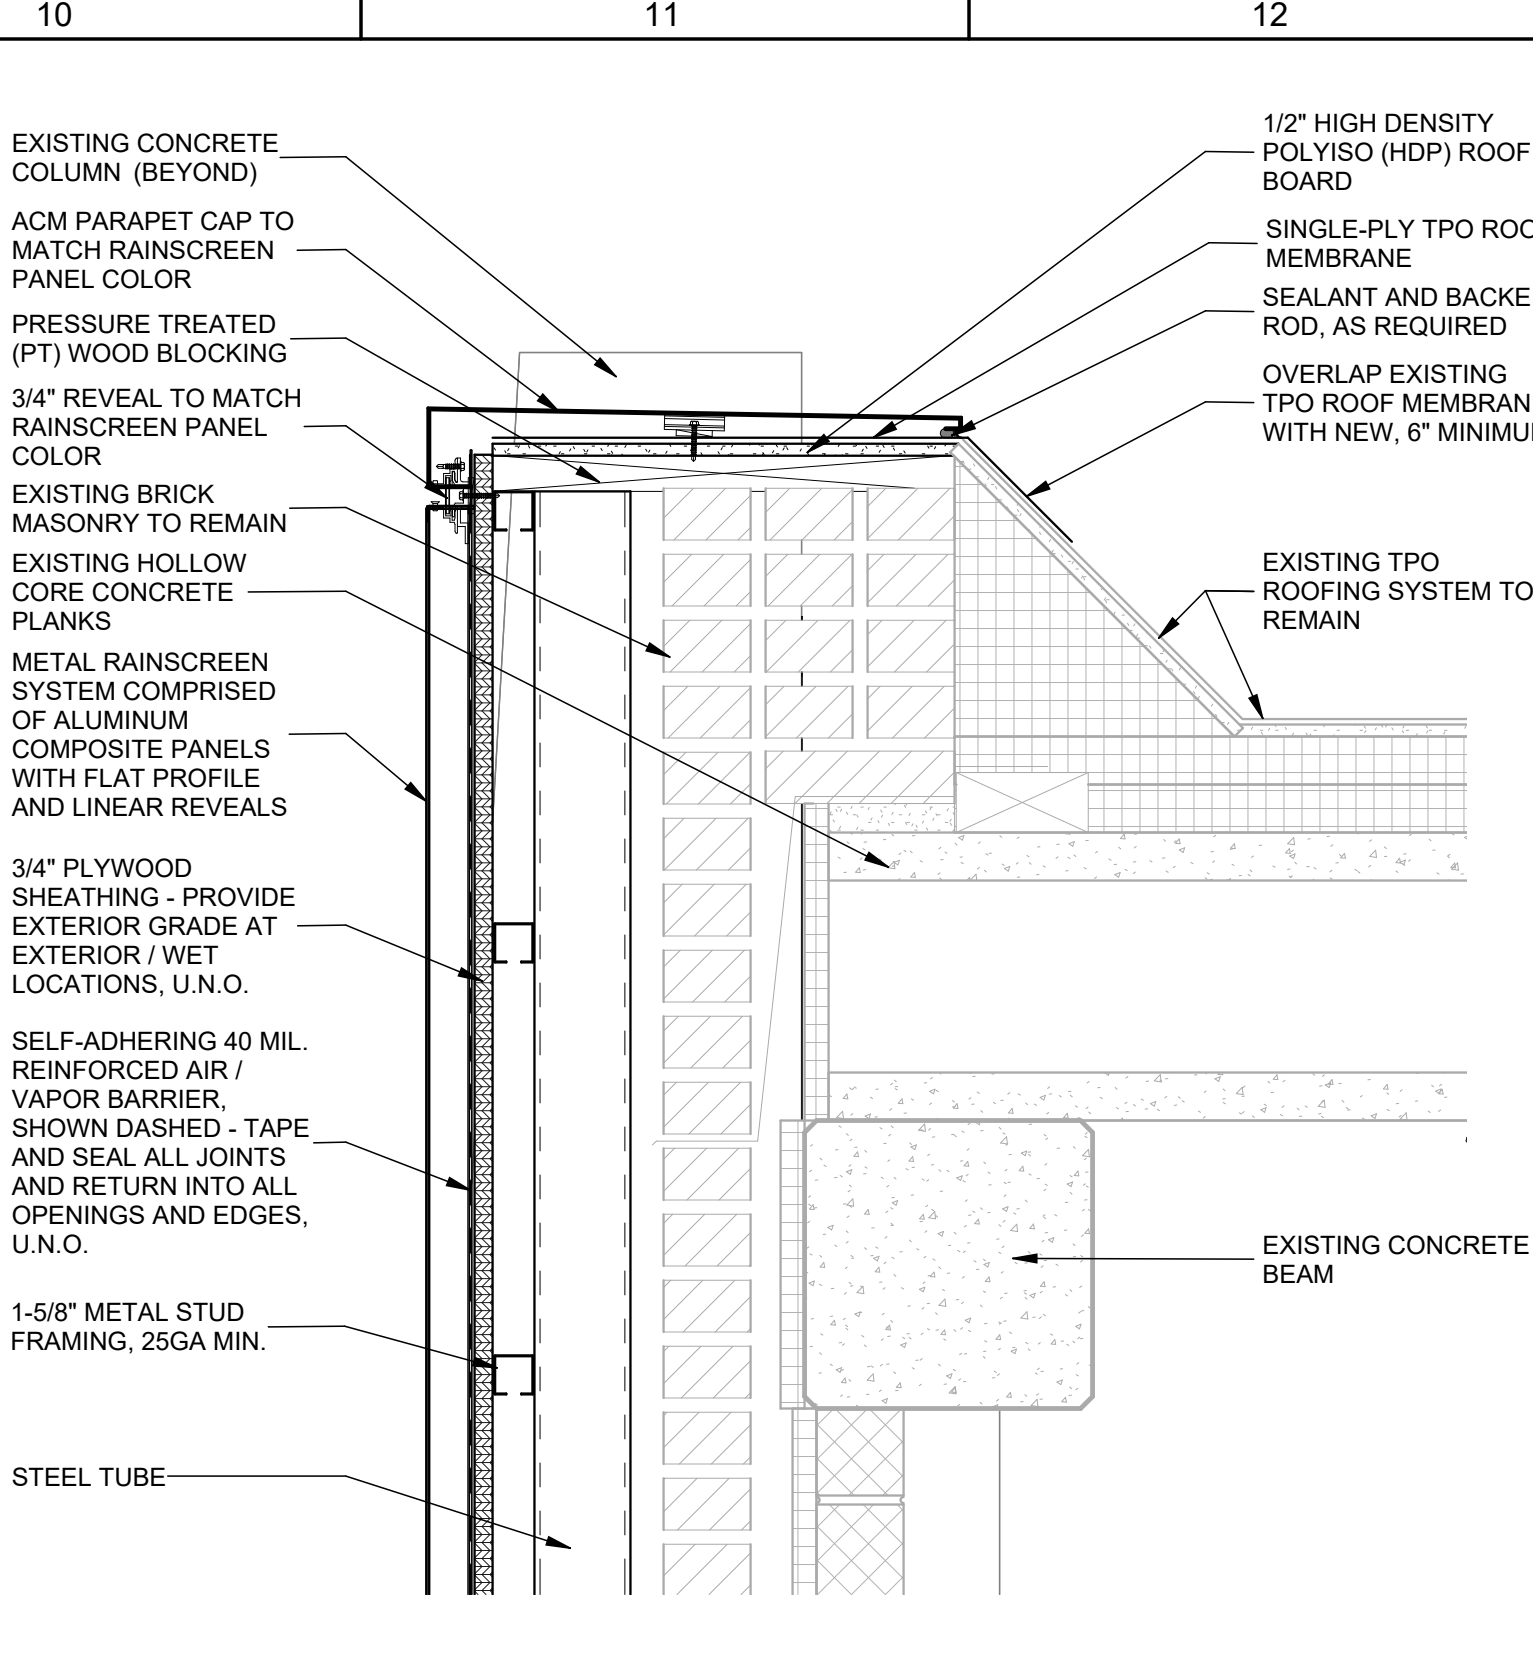 10
11
12
EXISTING CONCRETE
COLUMN (BEYOND)
ACM PARAPET CAP TO
MATCH RAINSCREEN
PANEL COLOR
PRESSURE TREATED
(PT) WOOD BLOCKING
3/4" REVEAL TO MATCH
RAINSCREEN PANEL
COLOR
EXISTING BRICK
MASONRY TO REMAIN
EXISTING HOLLOW
CORE CONCRETE
PLANKS
METAL RAINSCREEN
SYSTEM COMPRISED
OF ALUMINUM
COMPOSITE PANELS
WITH FLAT PROFILE
AND LINEAR REVEALS
3/4" PLYWOOD
SHEATHING - PROVIDE
EXTERIOR GRADE AT
EXTERIOR / WET
LOCATIONS, U.N.O.
SELF-ADHERING 40 MIL.
REINFORCED AIR /
VAPOR BARRIER,
SHOWN DASHED - TAPE
AND SEAL ALL JOINTS
AND RETURN INTO ALL
OPENINGS AND EDGES,
U.N.O.
1-5/8" METAL STUD
FRAMING, 25GA MIN.
STEEL TUBE
1/2" HIGH DENSITY
POLYISO (HDP) ROOF
BOARD
SINGLE-PLY TPO ROO
MEMBRANE
SEALANT AND BACKE
ROD, AS REQUIRED
OVERLAP EXISTING
TPO ROOF MEMBRAN
WITH NEW, 6" MINIMU
EXISTING TPO
ROOFING SYSTEM TO
REMAIN
EXISTING CONCRETE
BEAM